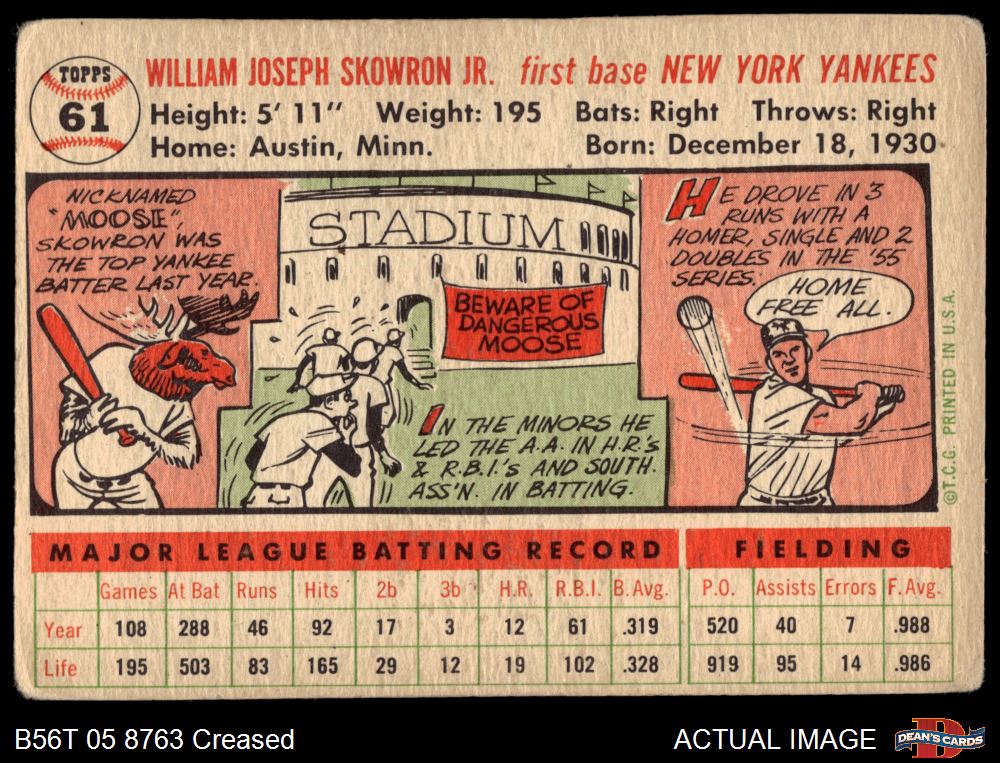 TOPPS
61
WILLIAM JOSEPH SKOWRON JR. first base NEW YORK YANKEES
Height: 5' 11" Weight: 195 Bats: Right Throws: Right
Home: Austin, Minn. Born: December 18, 1930
NICKNAMED
"MOOSE",
SKOWRON WAS
THE TOP YANKEE
BATTER LAST YEAR.
STADIUM
BEWARE OF
DANGEROUS
MOOSE
IN THE MINORS HE
LED THE A.A. IN H.R.'s
& R.B.I.'s AND SOUTH.
ASS'N. IN BATTING.
HE DROVE IN 3
RUNS WITH A
HOMER, SINGLE AND 2
DOUBLES IN THE '55
SERIES.
HOME
FREE ALL.
©T.C.G. PRINTED IN U.S.A.
MAJOR LEAGUE BATTING RECORD FIELDING
Games At Bat Runs Hits 2b 3b H.R. R.B.I. B. Avg. P.O. Assists Errors F. Avg.
Year 108 288 46 92 17 3 12 61 .319 520 40 7 .988
Life 195 503 83 165 29 12 19 102 .328 919 95 14 .986
B56T 05 8763 Creased ACTUAL IMAGE
DEAN'S CARDS